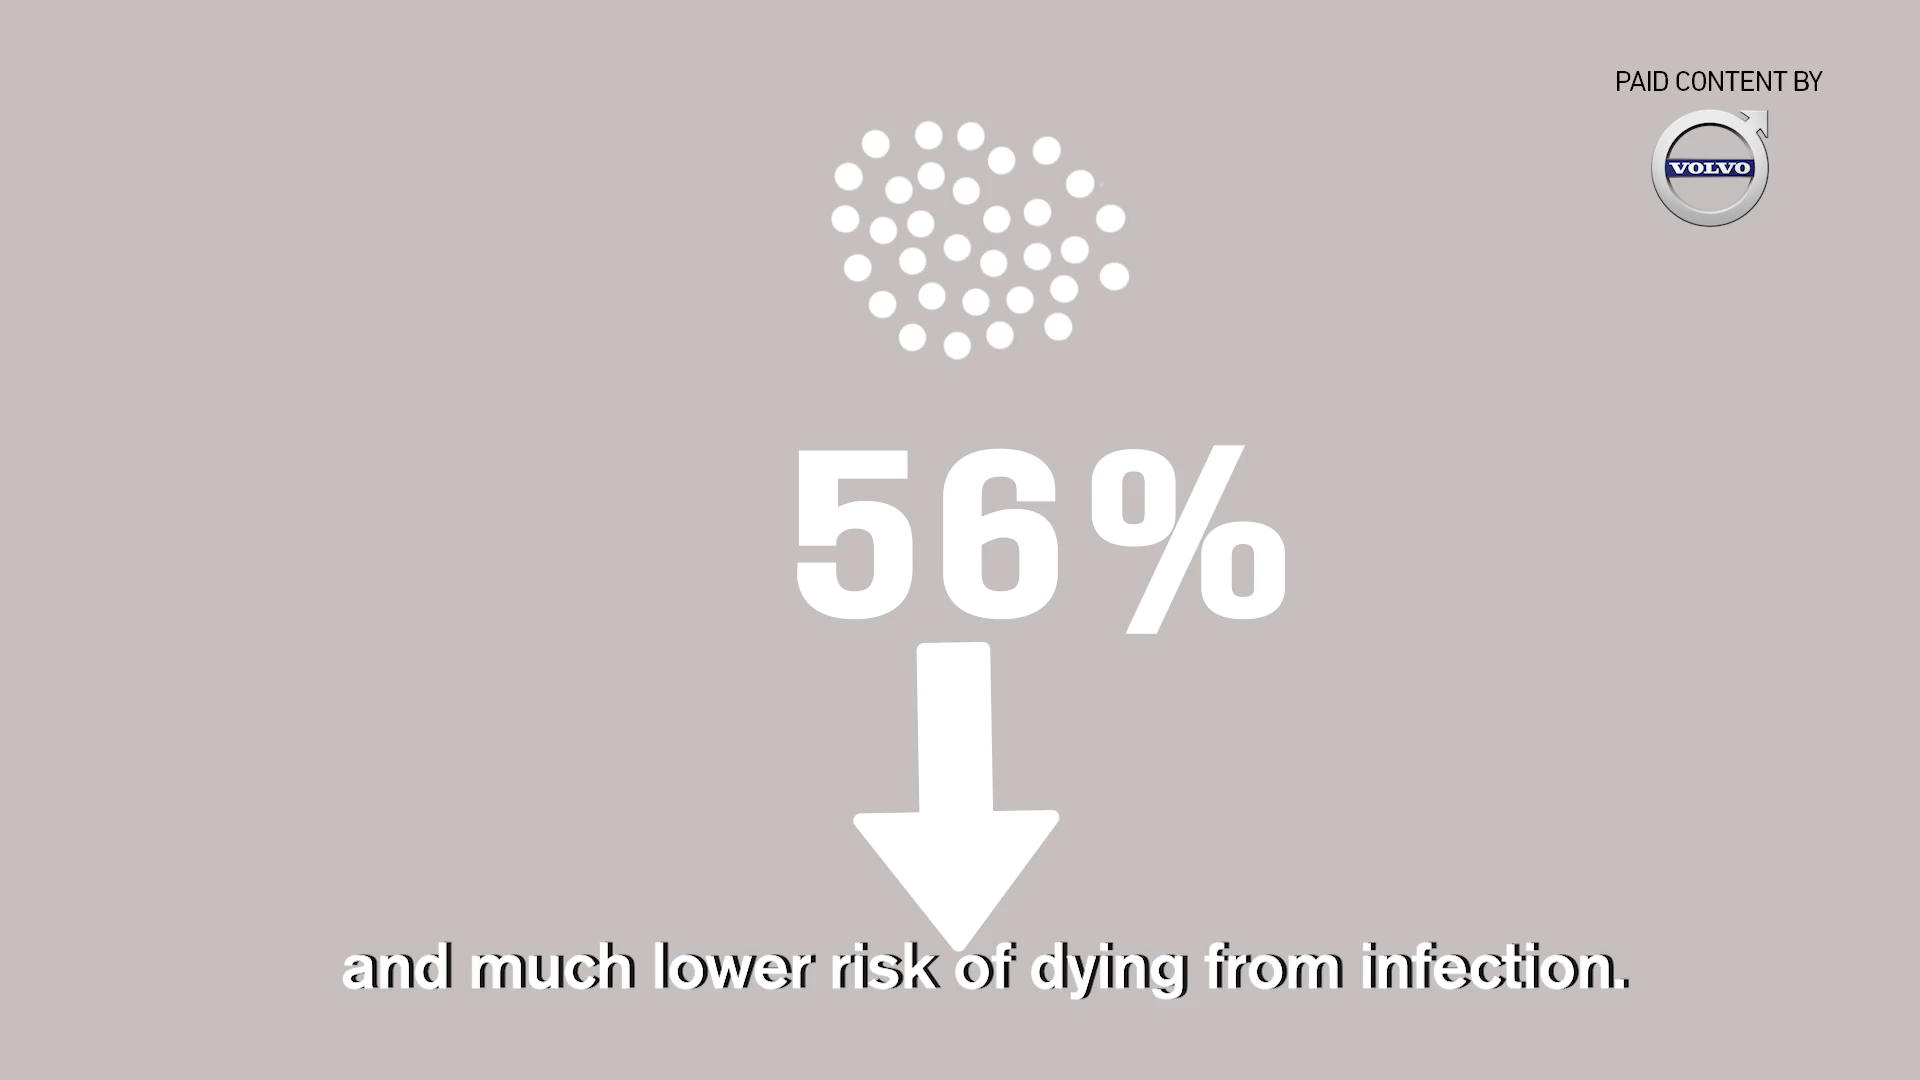 PAID CONTENT BY
VOLVO
56%
and much lower risk of dying from infection.